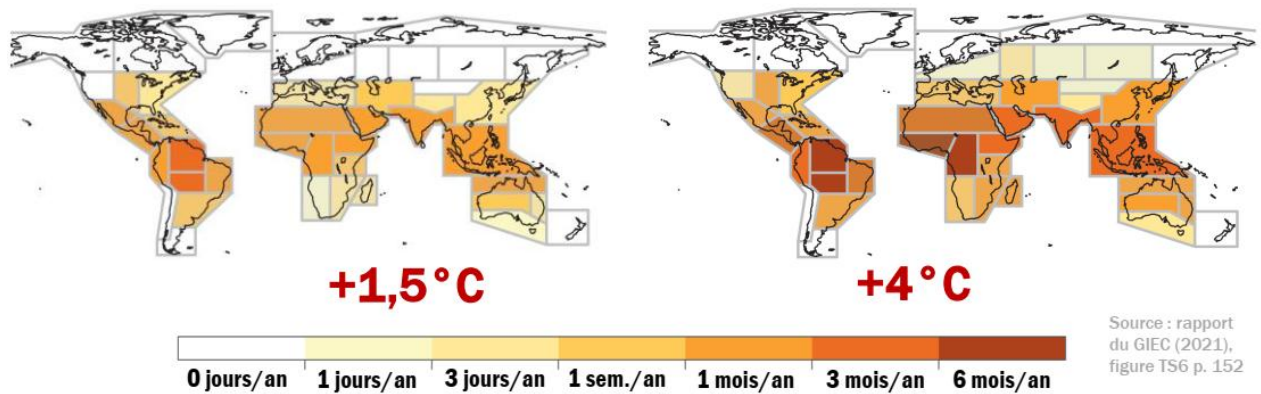 +1,5°C
+4°C
Source : rapport
du GIEC (2021),
figure TS6 p. 152
0 jours/an
1 jours/an
3 jours/an
1 sem./an
1 mois/an
3 mois/an
6 mois/an